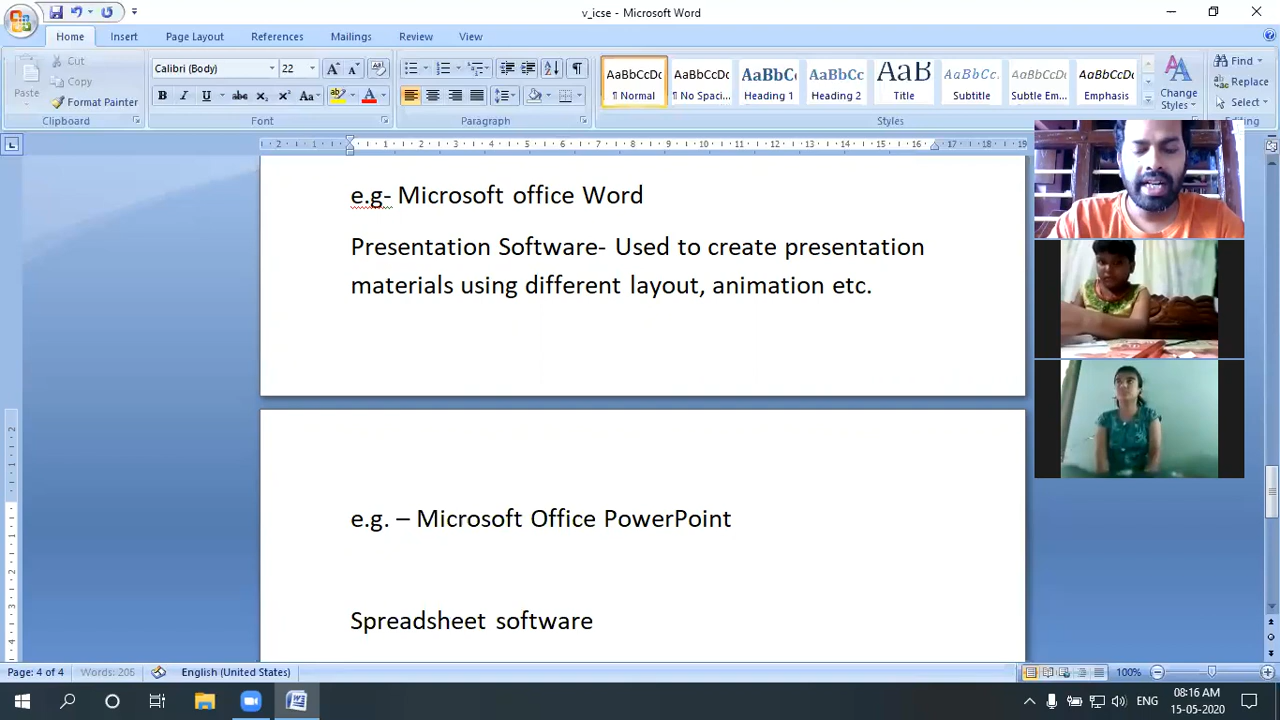 v_icse - Microsoft Word
Home Insert Page Layout References Mailings Review View
Paste
Cut
Copy
Format Painter
Clipboard
Calibri (Body) 22
Font
Paragraph
AaBbCcDc AaBbCcDc AaBbC AaBbCc AaB AaBbCc. AaBbCcDc AaBbCcDc
¶ Normal ¶ No Spaci... Heading 1 Heading 2 Title Subtitle Subtle Em... Emphasis
Change Styles
Styles
Find
Replace
Select
Editing
e.g- Microsoft office Word
Presentation Software- Used to create presentation
materials using different layout, animation etc.
e.g. – Microsoft Office PowerPoint
Spreadsheet software
Page: 4 of 4 Words: 206 English (United States) 100%
ENG 08:16 AM
15-05-2020